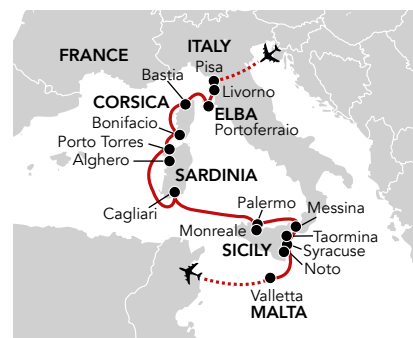 ITALY
FRANCE
Pisa
Bastia
Livorno
CORSICA
ELBA
Bonifacio
Portoferraio
Porto Torres
Alghero
SARDINIA
Cagliari
Palermo
Messina
Monreale
Taormina
SICILY
Syracuse
Noto
Valletta
MALTA